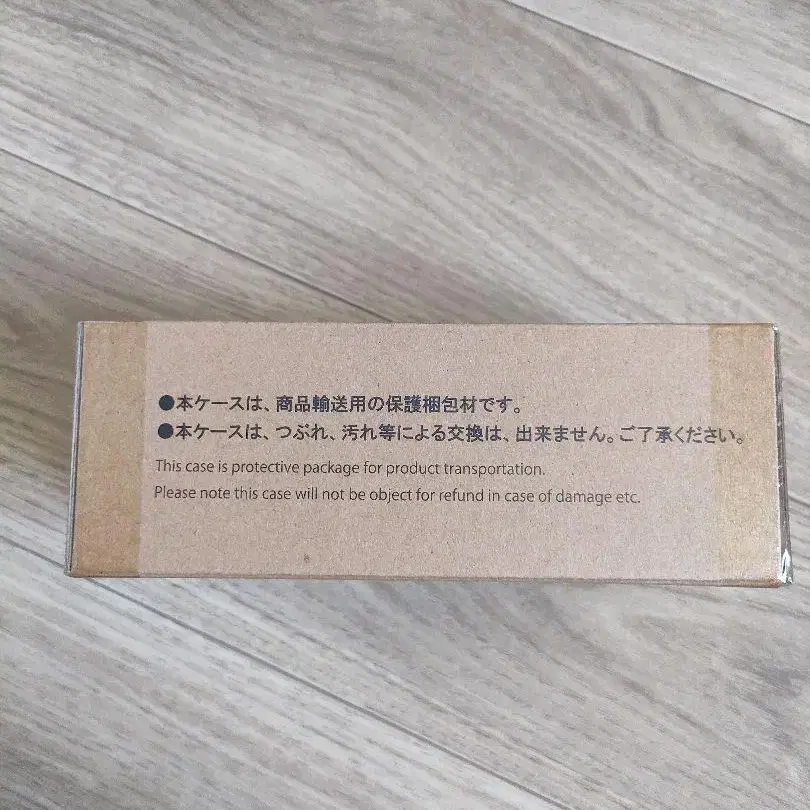 ●本ケースは、商品輸送用の保護梱包材です。
●本ケースは、つぶれ、汚れ等による交換は、出来ません。ご了承ください。
This case is protective package for product transportation.
Please note this case will not be object for refund in case of damage etc.